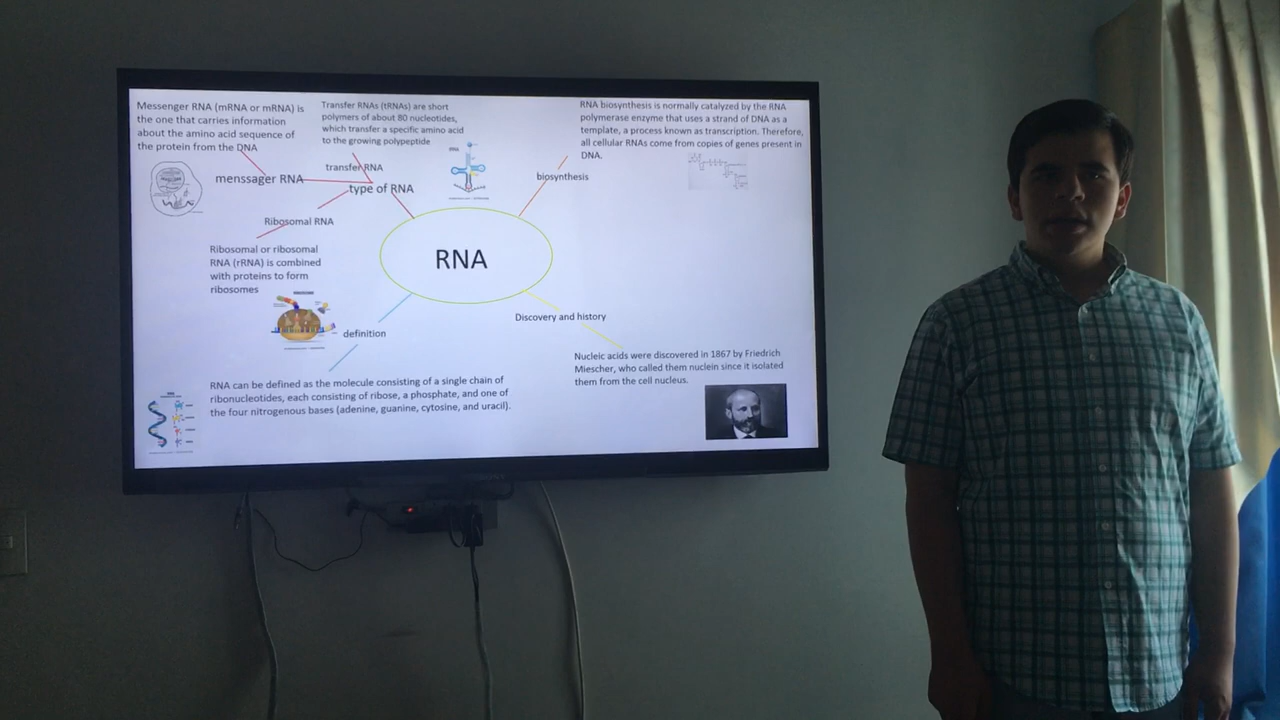 Messenger RNA (mRNA or mRNA) is
the one that carries information
about the amino acid sequence of
the protein from the DNA
Transfer RNAs (tRNAs) are short
polymers of about 80 nucleotides,
which transfer a specific amino acid
to the growing polypeptide
RNA biosynthesis is normally catalyzed by the RNA
polymerase enzyme that uses a strand of DNA as a
template, a process known as transcription. Therefore,
all cellular RNAs come from copies of genes present in
DNA.
transfer RNA
menssager RNA
type of RNA
biosynthesis
Ribosomal RNA
Ribosomal or ribosomal
RNA (rRNA) is combined
with proteins to form
ribosomes
RNA
definition
Discovery and history
Nucleic acids were discovered in 1867 by Friedrich
Miescher, who called them nuclein since it isolated
them from the cell nucleus.
RNA can be defined as the molecule consisting of a single chain of
ribonucleotides, each consisting of ribose, a phosphate, and one of
the four nitrogenous bases (adenine, guanine, cytosine, and uracil).